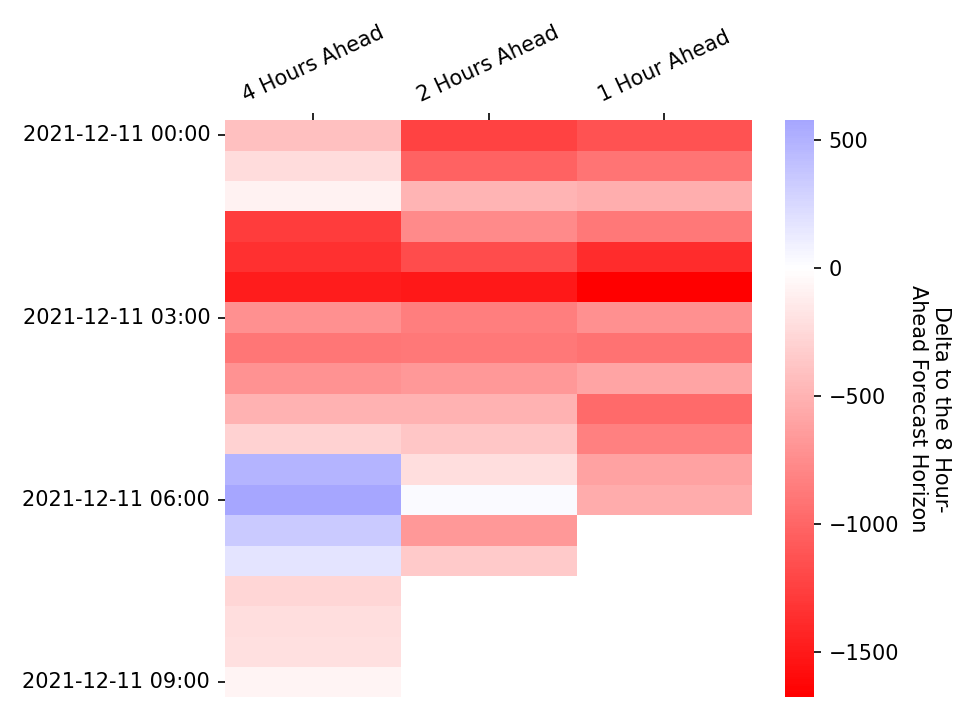 4 Hours Ahead
2 Hours Ahead
1 Hour Ahead
2021-12-11 00:00
2021-12-11 03:00
2021-12-11 06:00
2021-12-11 09:00
500
0
−500
−1000
−1500
Delta to the 8 Hour-
Ahead Forecast Horizon